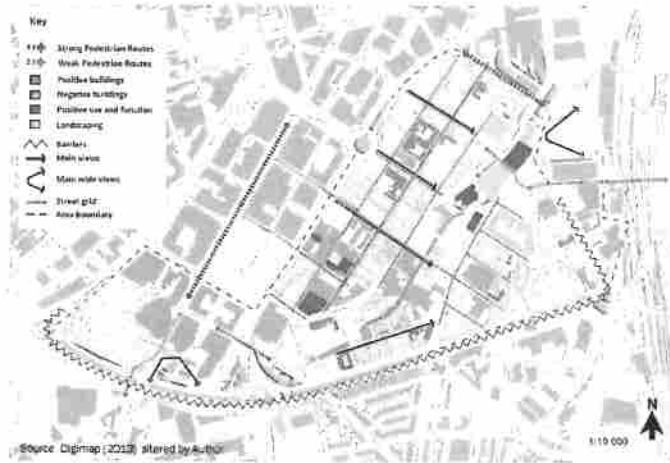 Key
Strong Pedestrian Routes
Weak Pedestrian Routes
Positive buildings
Negative buildings
Positive use and function
Landscaping
Barriers
Main views
Main wide views
Street grid
Area Boundary
N
Source Digimap (2013) altered by Author
1:10 000